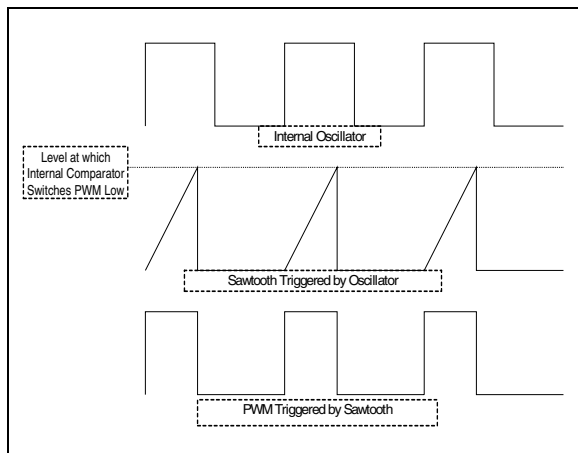 Internal Oscillator
Level at which
Internal Comparator
Switches PWM Low
Sawtooth Triggered by Oscillator
PWM Triggered by Sawtooth